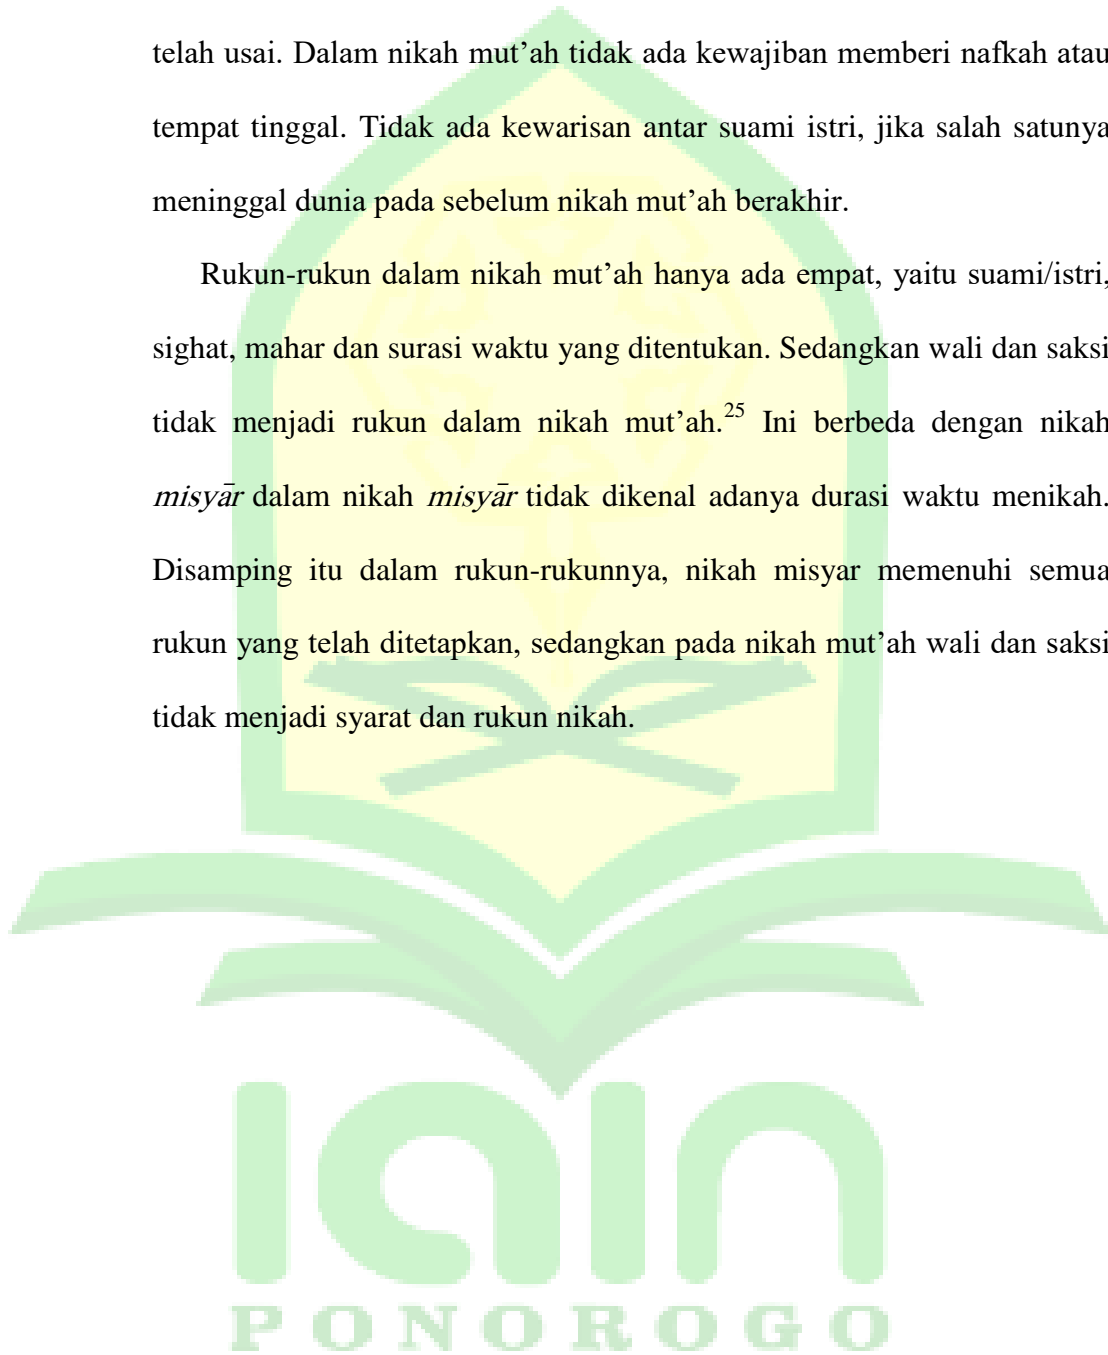 telah usai. Dalam nikah mut’ah tidak ada kewajiban memberi nafkah atau
tempat tinggal. Tidak ada kewarisan antar suami istri, jika salah satunya
meninggal dunia pada sebelum nikah mut’ah berakhir.
Rukun-rukun dalam nikah mut’ah hanya ada empat, yaitu suami/istri,
sighat, mahar dan surasi waktu yang ditentukan. Sedangkan wali dan saksi
tidak menjadi rukun dalam nikah mut’ah.25 Ini berbeda dengan nikah
misyār dalam nikah misyār tidak dikenal adanya durasi waktu menikah.
Disamping itu dalam rukun-rukunnya, nikah misyar memenuhi semua
rukun yang telah ditetapkan, sedangkan pada nikah mut’ah wali dan saksi
tidak menjadi syarat dan rukun nikah.
iain
PONOROGO